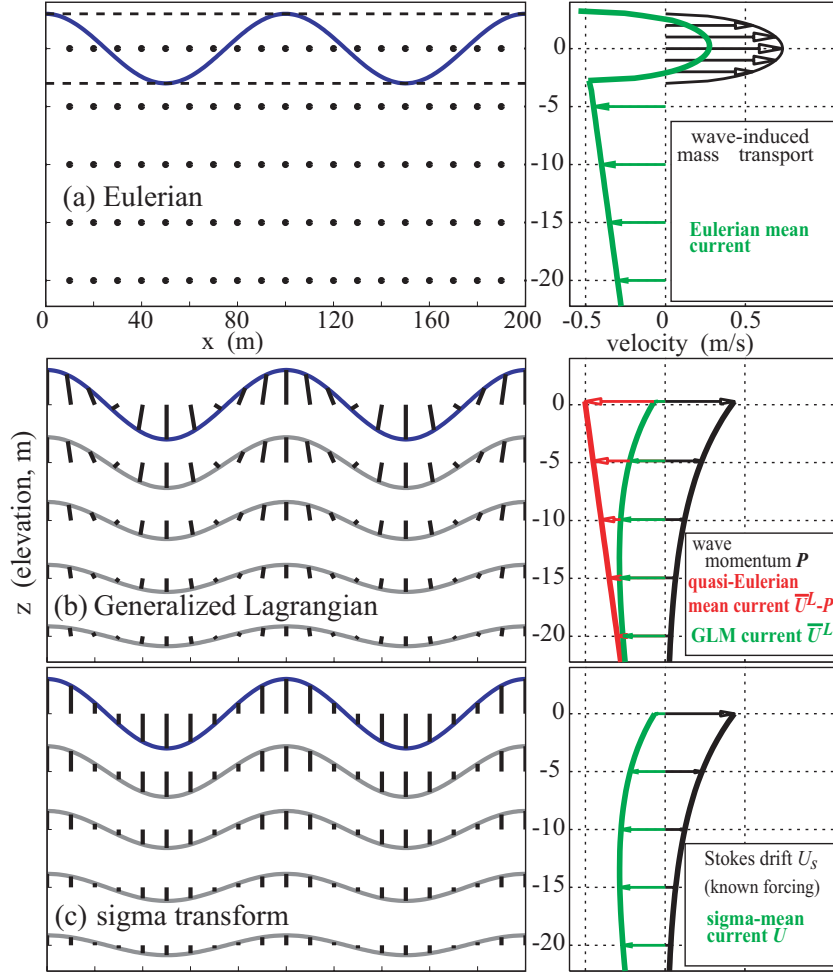 0
-5
-10
-15
-20
(a) Eulerian
wave-induced
mass transport
Eulerian mean
current
0 40 80 120 160 200
x (m)
-0.5 0 0.5
velocity (m/s)
z (elevation, m)
0
-5
-10
-15
-20
(b) Generalized Lagrangian
wave
momentum P
quasi-Eulerian
mean current U̅ᴸ-P
GLM current U̅ᴸ
0
-5
-10
-15
-20
(c) sigma transform
Stokes drift Uₛ
(known forcing)
sigma-mean
current U